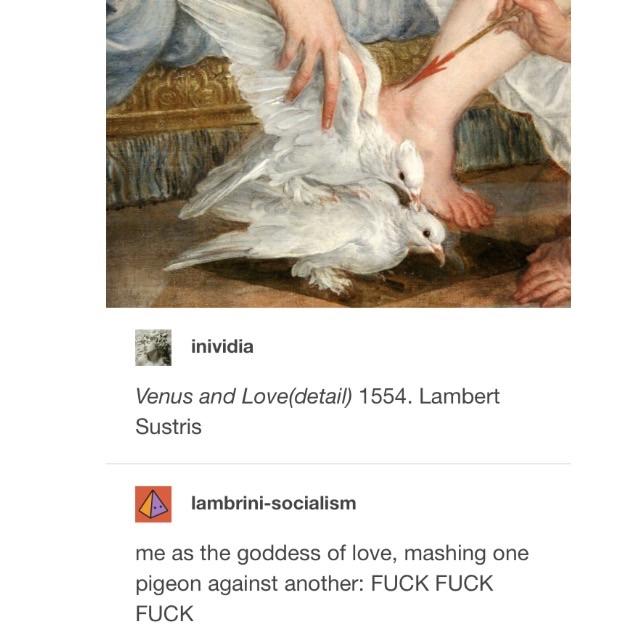 inividia
Venus and Love(detail) 1554. Lambert
Sustris
lambrini-socialism
me as the goddess of love, mashing one
pigeon against another: FUCK FUCK
FUCK